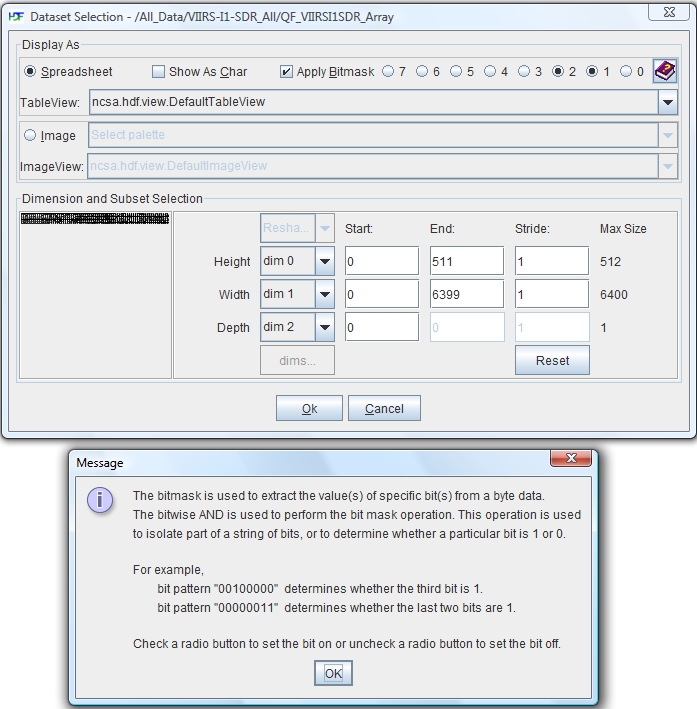 HDF Dataset Selection - /All_Data/VIIRS-I1-SDR_All/QF_VIIRSI1SDR_Array
Display As
Spreadsheet Show As Char Apply Bitmask 7 6 5 4 3 2 1 0
TableView: ncsa.hdf.view.DefaultTableView
Image Select palette
ImageView: ncsa.hdf.view.DefaultImageView
Dimension and Subset Selection
Resha... Start: End: Stride: Max Size
Height dim 0 0 511 1 512
Width dim 1 0 6399 1 6400
Depth dim 2 0 0 1 1
dims... Reset
Ok Cancel
Message
The bitmask is used to extract the value(s) of specific bit(s) from a byte data.
The bitwise AND is used to perform the bit mask operation. This operation is used
to isolate part of a string of bits, or to determine whether a particular bit is 1 or 0.
For example,
bit pattern "00100000" determines whether the third bit is 1.
bit pattern "00000011" determines whether the last two bits are 1.
Check a radio button to set the bit on or uncheck a radio button to set the bit off.
OK